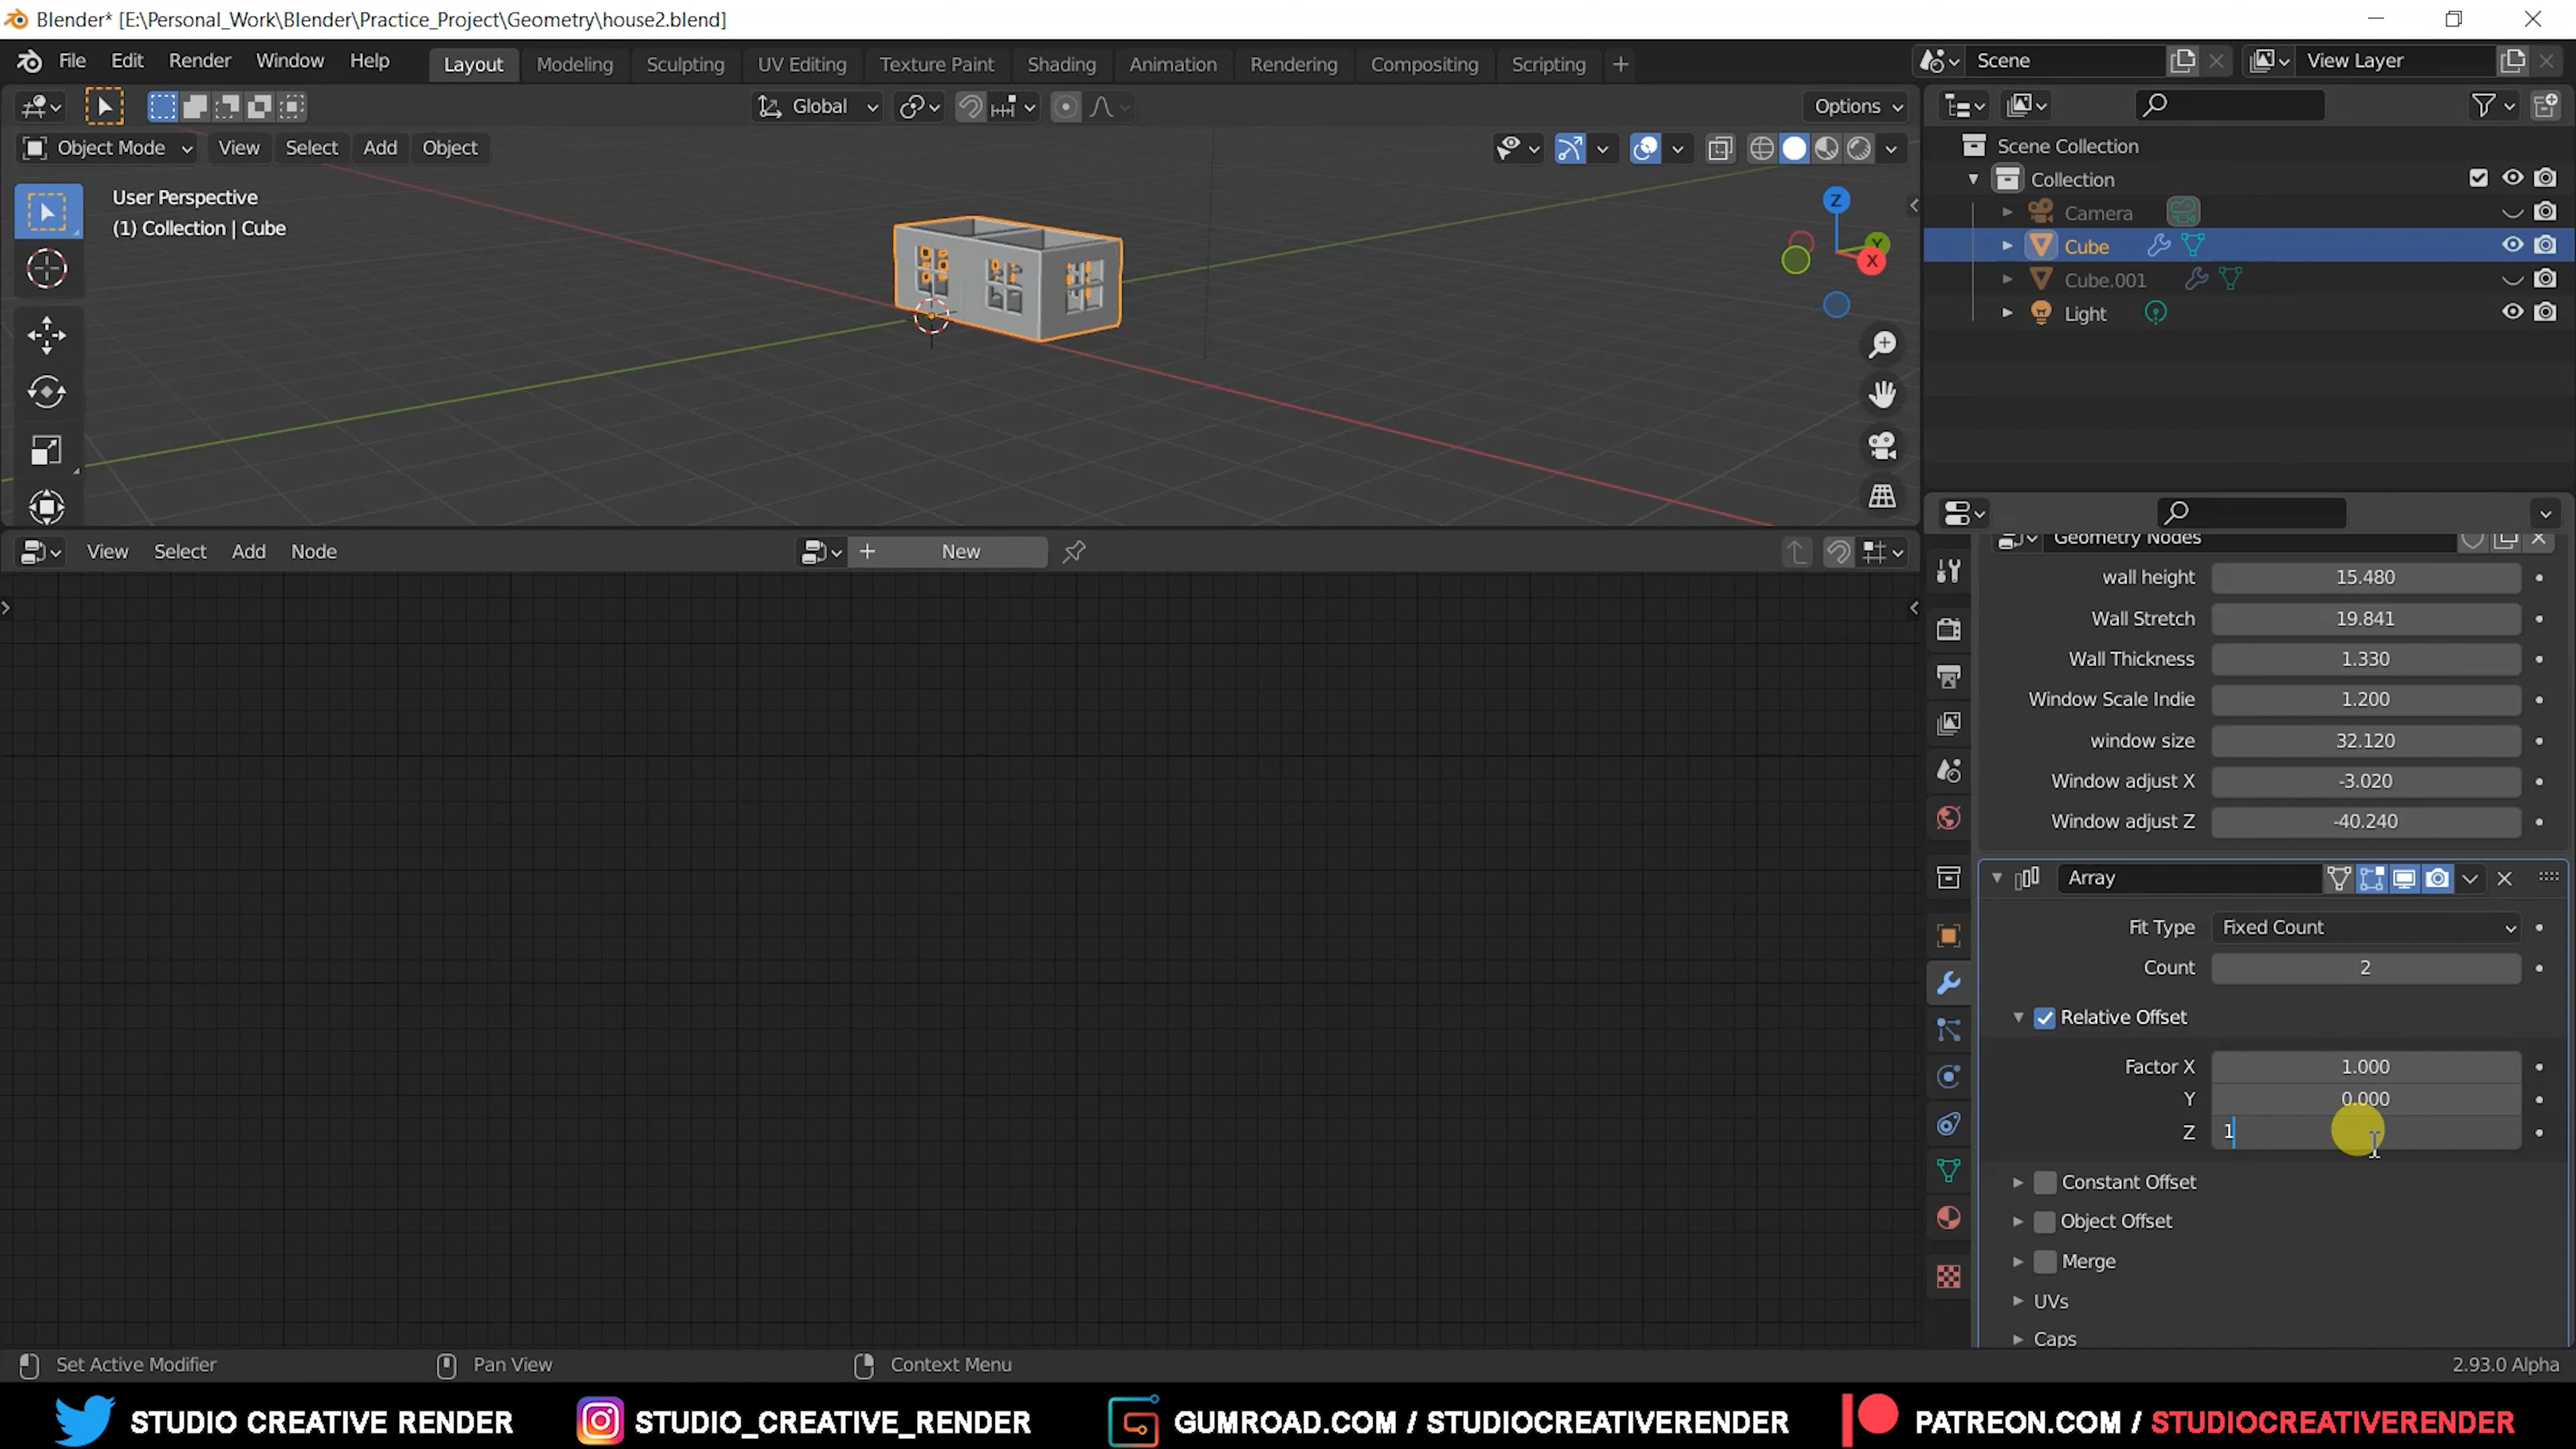 Blender* [E:\Personal_Work\Blender\Practice_Project\Geometry\house2.blend]
File Edit Render Window Help Layout Modeling Sculpting UV Editing Texture Paint Shading Animation Rendering Compositing Scripting + Scene View Layer
Global Options
Object Mode View Select Add Object
User Perspective
(1) Collection | Cube
Z
Y
X
Scene Collection
Collection
Camera
Cube
Cube.001
Light
View Select Add Node + New
Geometry Nodes
wall height 15.480
Wall Stretch 19.841
Wall Thickness 1.330
Window Scale Indie 1.200
window size 32.120
Window adjust X -3.020
Window adjust Z -40.240
Array
Fit Type Fixed Count
Count 2
Relative Offset
Factor X 1.000
Y 0.000
Z 1
Constant Offset
Object Offset
Merge
UVs
Caps
Set Active Modifier Pan View Context Menu 2.93.0 Alpha
STUDIO CREATIVE RENDER STUDIO_CREATIVE_RENDER GUMROAD.COM / STUDIOCREATIVERENDER PATREON.COM / STUDIOCREATIVERENDER